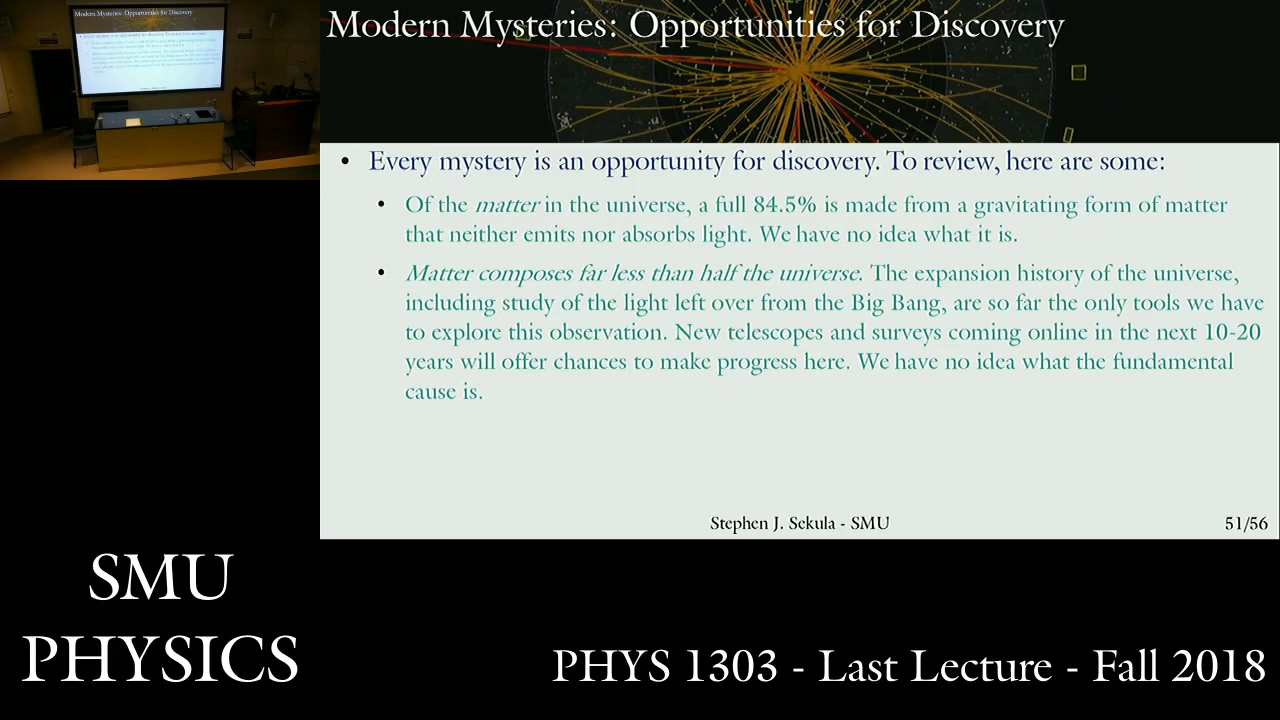 Modern Mysteries: Opportunities for Discovery
Modern Mysteries: Opportunities for Discovery
• Every mystery is an opportunity for discovery. To review, here are some:
• Of the matter in the universe, a full 84.5% is made from a gravitating form of matter
that neither emits nor absorbs light. We have no idea what it is.
• Matter composes far less than half the universe. The expansion history of the universe,
including study of the light left over from the Big Bang, are so far the only tools we have
to explore this observation. New telescopes and surveys coming online in the next 10-20
years will offer chances to make progress here. We have no idea what the fundamental
cause is.
Stephen J. Sekula - SMU
51/56
SMU
PHYSICS
PHYS 1303 - Last Lecture - Fall 2018